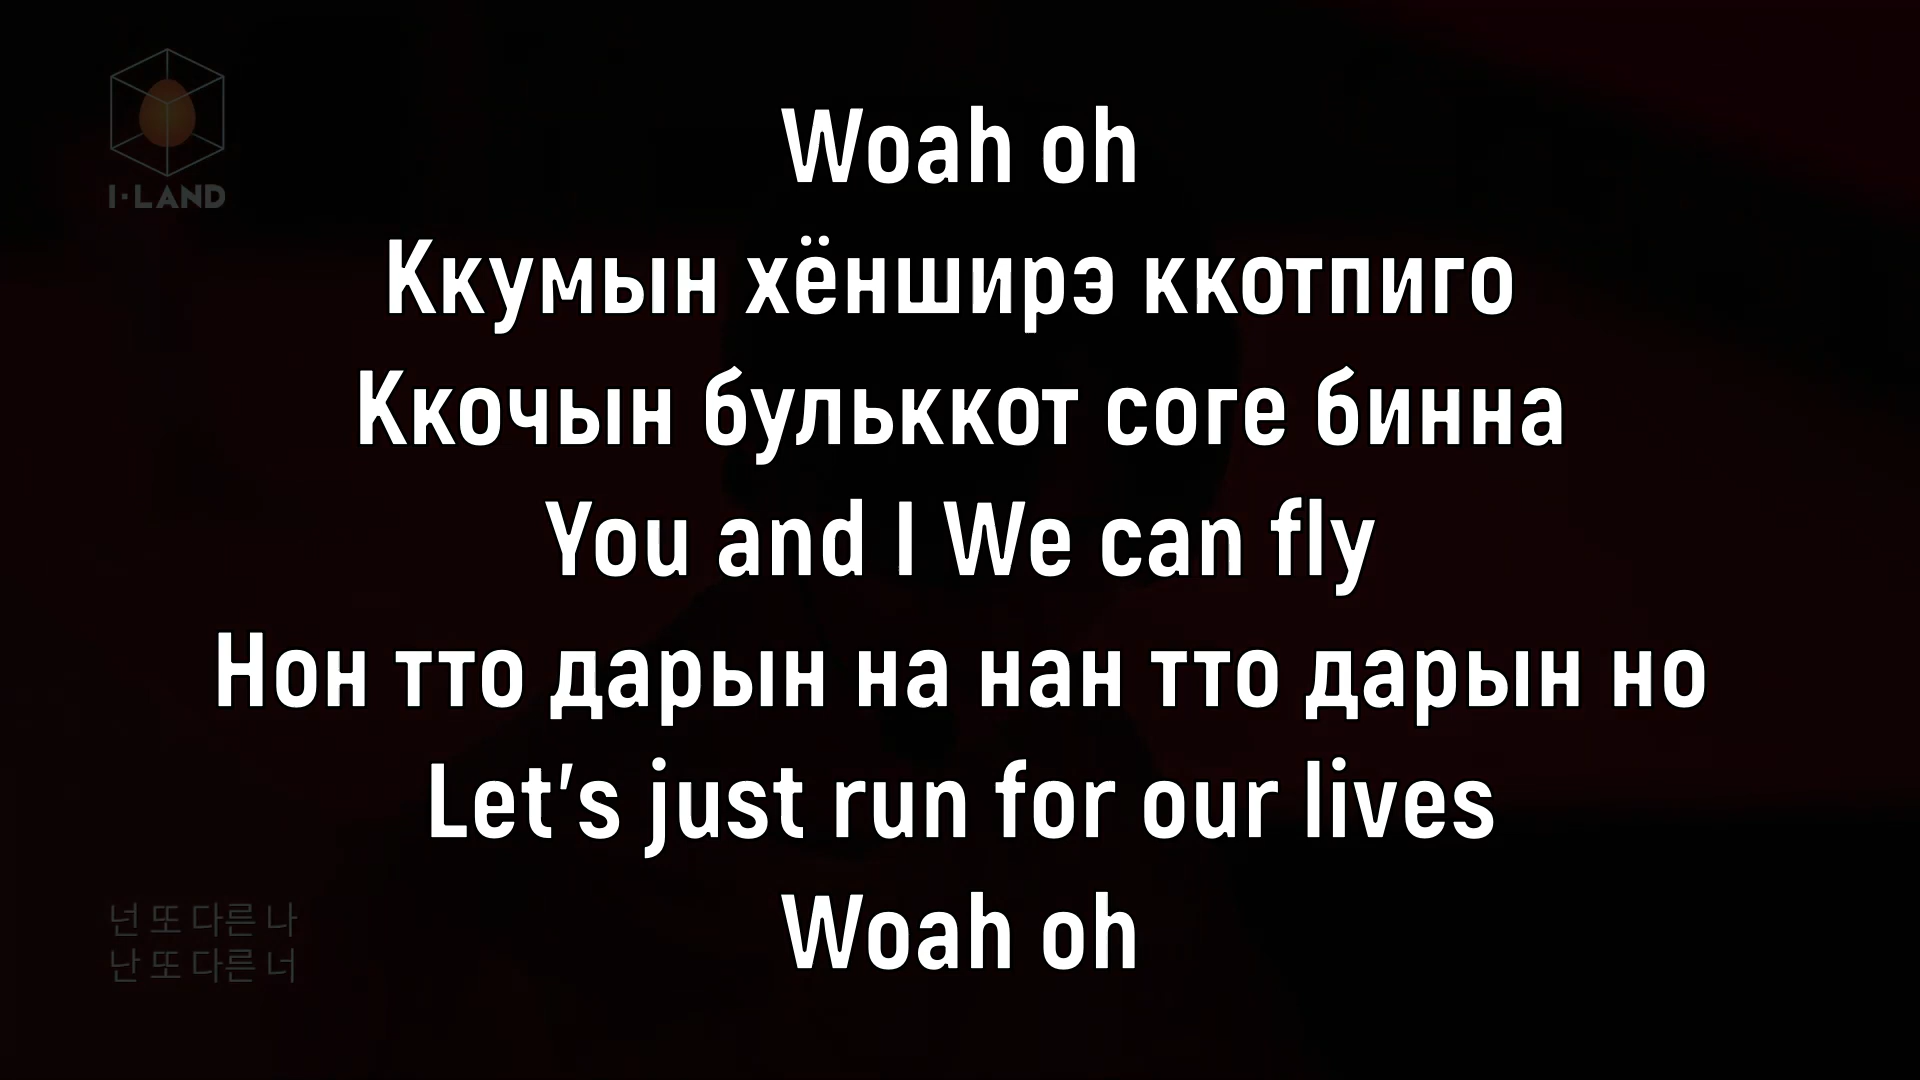 I·LAND
Woah oh
Ккумын хёнширэ ккотпиго
Ккочын булькκот соге бинна
You and I We can fly
Нон тто дарын на нан тто дарын но
Let's just run for our lives
Woah oh
넌 또 다른 나
난 또 다른 너